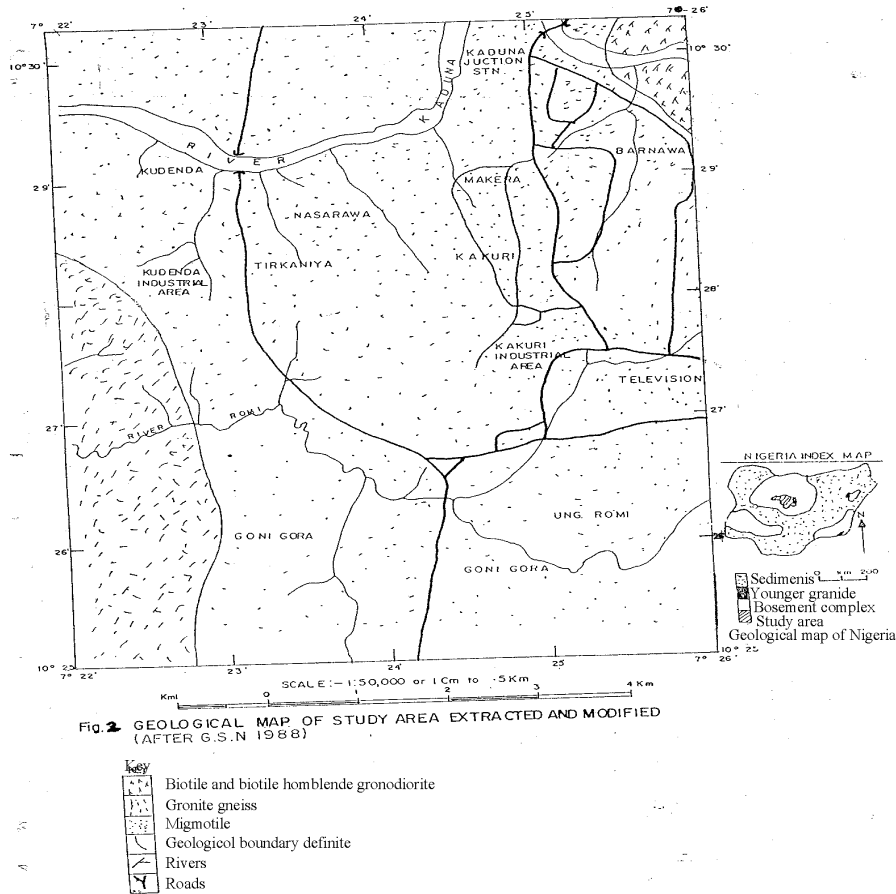 7° 22' 23' 24' 25' 7° 26'
10° 30' 10° 30'
KADUNA
JUCTION
STN.
KADUNA
RIVER
BARNAWA
KUDENDA
29' 29'
MAKERA
NASARAWA
KAKURI
TIRKANIYA
KUDENDA
INDUSTRIAL
AREA
28'
KAKURI
INDUSTRIAL
AREA
TELEVISION
27' 27'
RIVER ROMI
NIGERIA INDEX MAP
N
UNG. ROMI
GONI GORA
26' 26'
GONI GORA
0 km 200
Sedimenis
Younger granide
Bosement complex
Study area
Geological map of Nigeria
10° 25' 10° 25'
7° 22' 23' 24' 25' 7° 26'
SCALE:- 1:50,000 or 1Cm to ·5Km
Kml 0 1 2 3 4 Km
Fig. 2 GEOLOGICAL MAP OF STUDY AREA EXTRACTED AND MODIFIED
(AFTER G.S.N 1988)
Key
Biotile and biotile homblende gronodiorite
Gronite gneiss
Migmotile
Geologicol boundary definite
Rivers
Roads